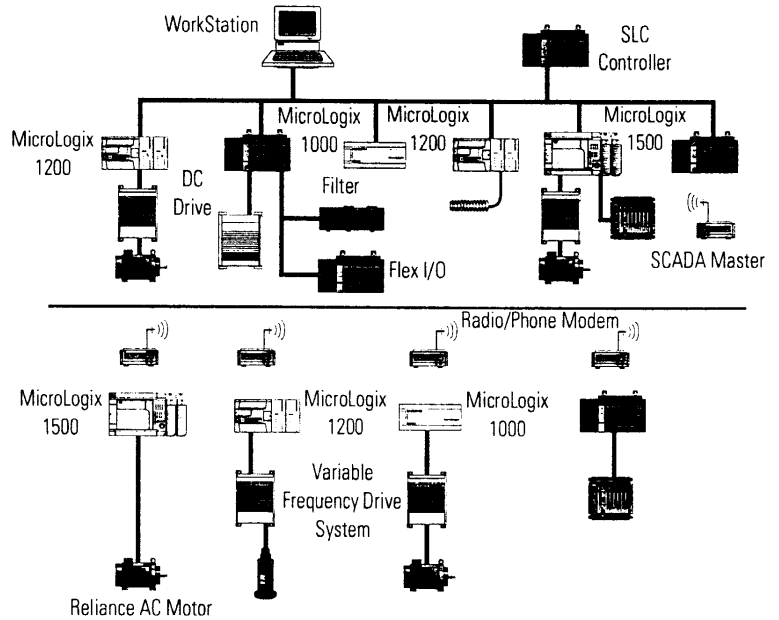 WorkStation
SLC
Controller
MicroLogix
1200
MicroLogix
1000
MicroLogix
1200
MicroLogix
1500
DC
Drive
Filter
Flex I/O
SCADA Master
Radio/Phone Modem
MicroLogix
1500
MicroLogix
1200
MicroLogix
1000
Variable
Frequency Drive
System
Reliance AC Motor